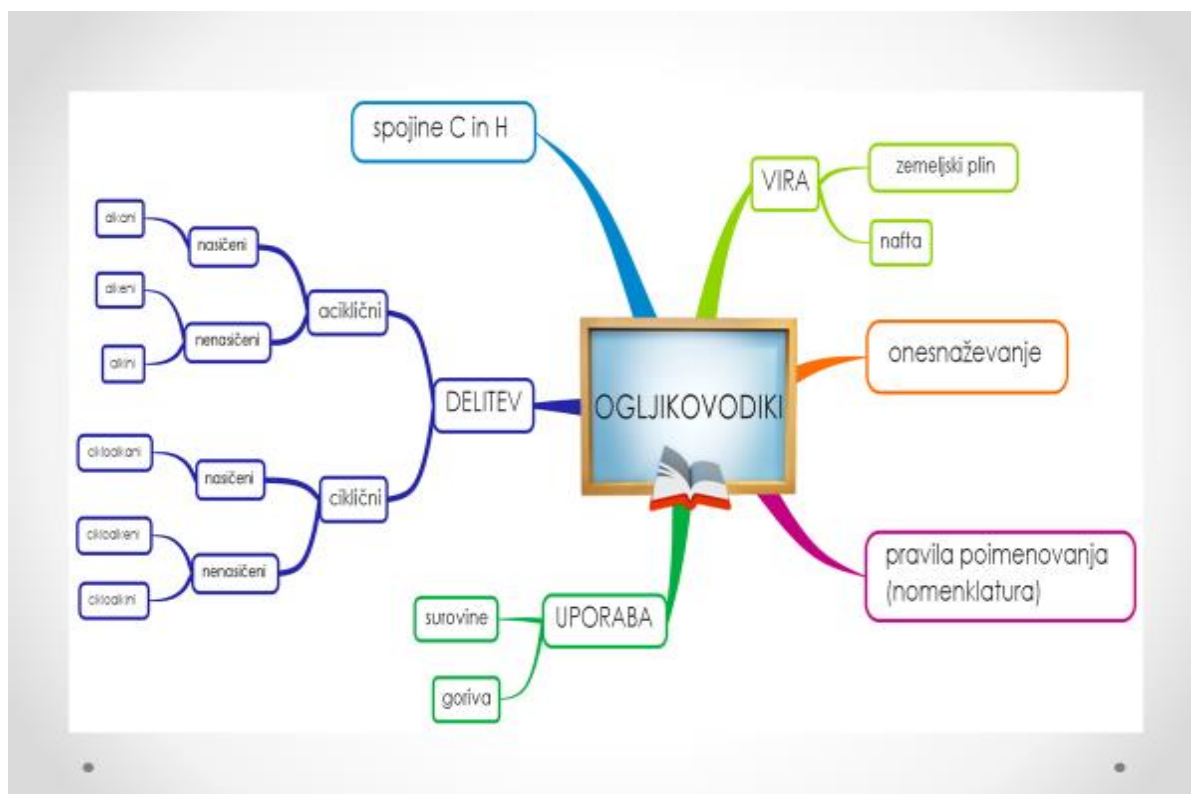 spojine C in H
VIRA
zemeljski plin
nafta
onesnaževanje
pravila poimenovanja
(nomenklatura)
OGLJIKOVODIKI
DELITEV
aciklični
nasičeni
alkani
nenasičeni
alkeni
alkini
ciklični
nasičeni
cikloalkani
nenasičeni
cikloalkeni
cikloalkini
UPORABA
surovine
goriva